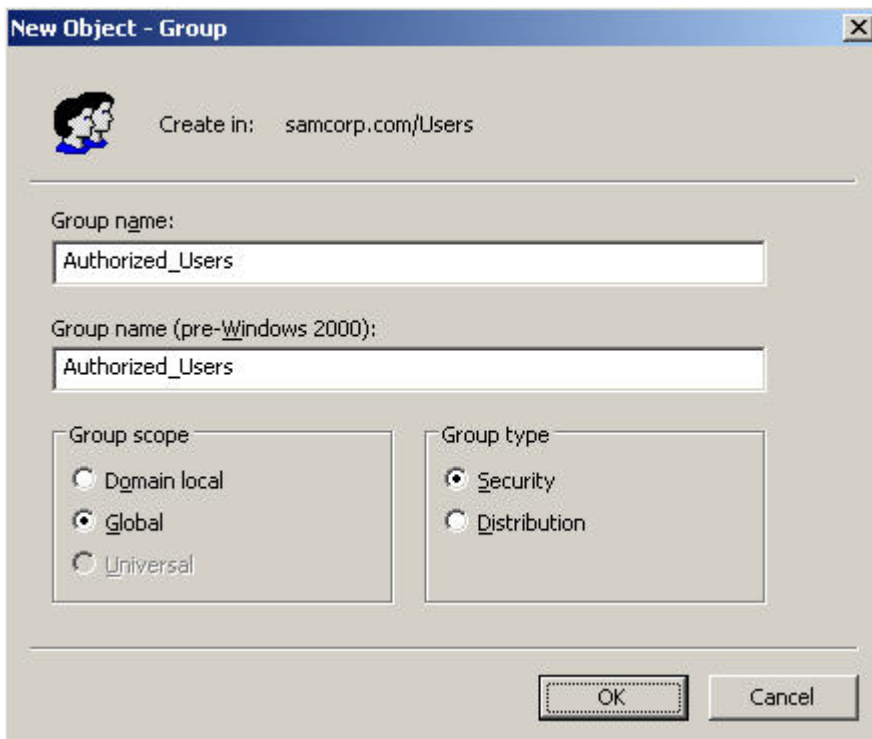 New Object - Group
Create in: samcorp.com/Users
Group name:
Authorized_Users
Group name (pre-Windows 2000):
Authorized_Users
Group scope
Domain local
Global
Universal
Group type
Security
Distribution
OK
Cancel